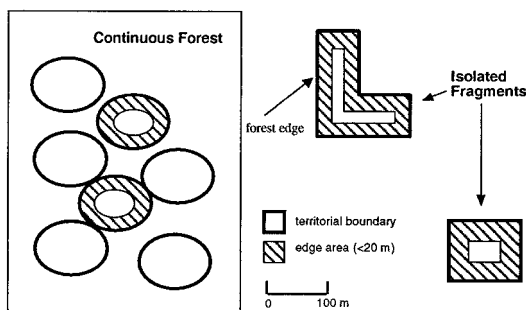 Continuous Forest
forest edge
Isolated
Fragments
territorial boundary
edge area (<20 m)
0 100 m